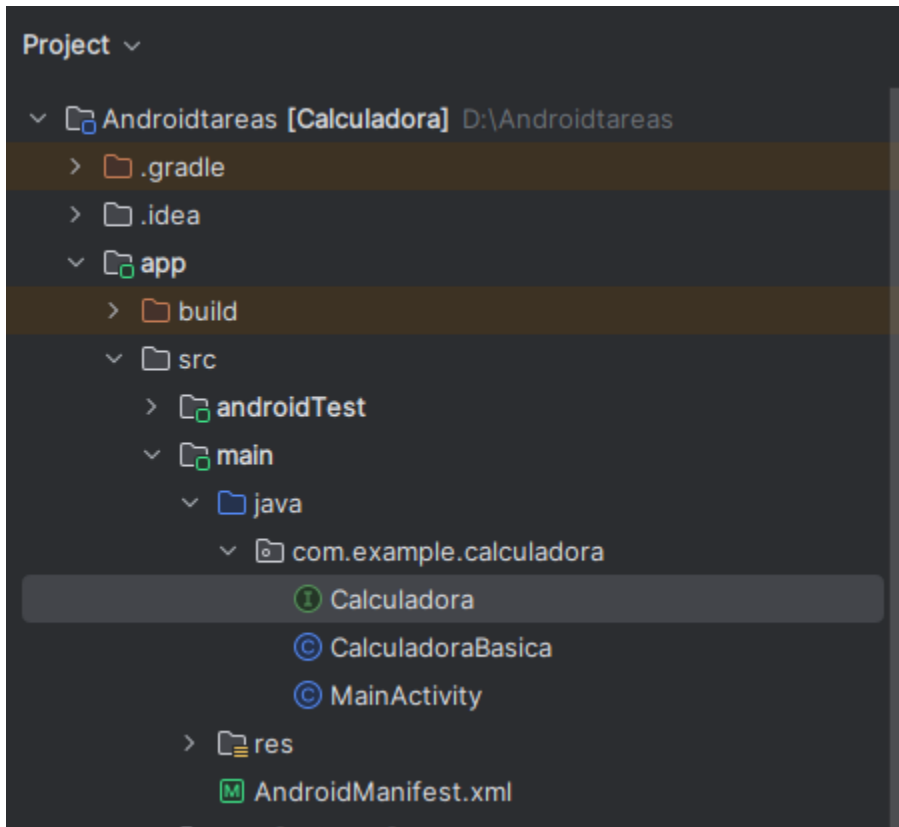 Project
Androidtareas [Calculadora] D:\Androidtareas
.gradle
.idea
app
build
src
androidTest
main
java
com.example.calculadora
I Calculadora
C CalculadoraBasica
C MainActivity
res
M AndroidManifest.xml